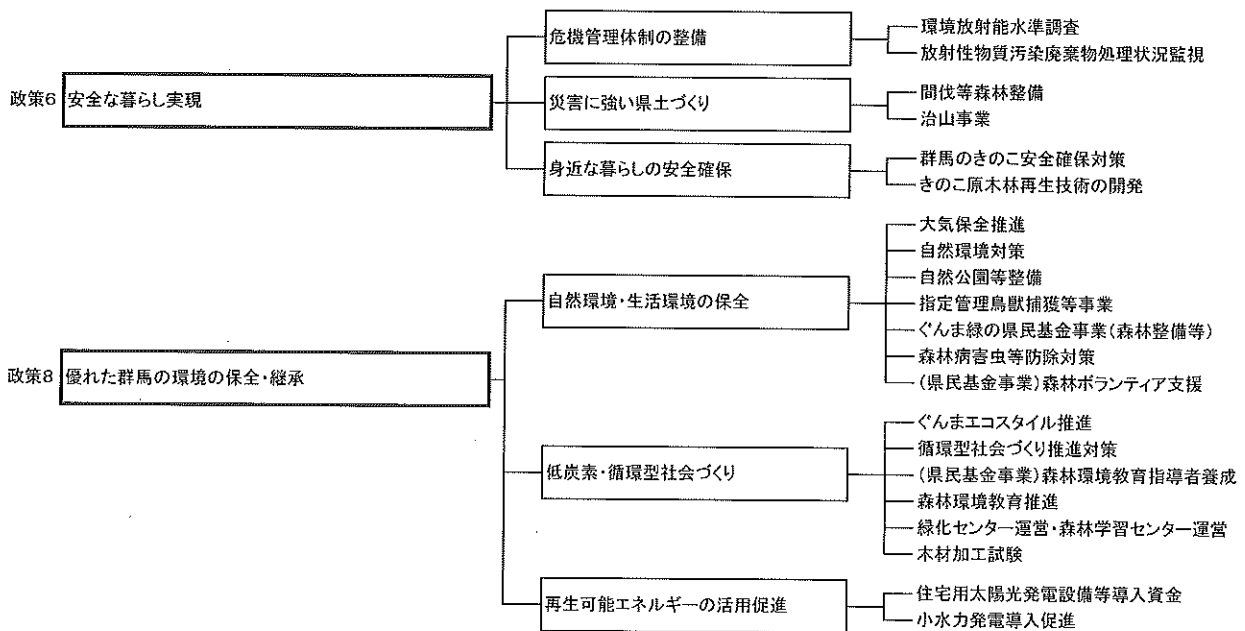 政策6 安全な暮らし実現
危機管理体制の整備
環境放射能水準調査
放射性物質汚染廃棄物処理状況監視
災害に強い県土づくり
間伐等森林整備
治山事業
身近な暮らしの安全確保
群馬のきのこ安全確保対策
きのこ原木林再生技術の開発
政策8 優れた群馬の環境の保全・継承
自然環境・生活環境の保全
大気保全推進
自然環境対策
自然公園等整備
指定管理鳥獣捕獲等事業
ぐんま緑の県民基金事業(森林整備等)
森林病害虫等防除対策
(県民基金事業)森林ボランティア支援
低炭素・循環型社会づくり
ぐんまエコスタイル推進
循環型社会づくり推進対策
(県民基金事業)森林環境教育指導者養成
森林環境教育推進
緑化センター運営・森林学習センター運営
木材加工試験
再生可能エネルギーの活用促進
住宅用太陽光発電設備等導入資金
小水力発電導入促進